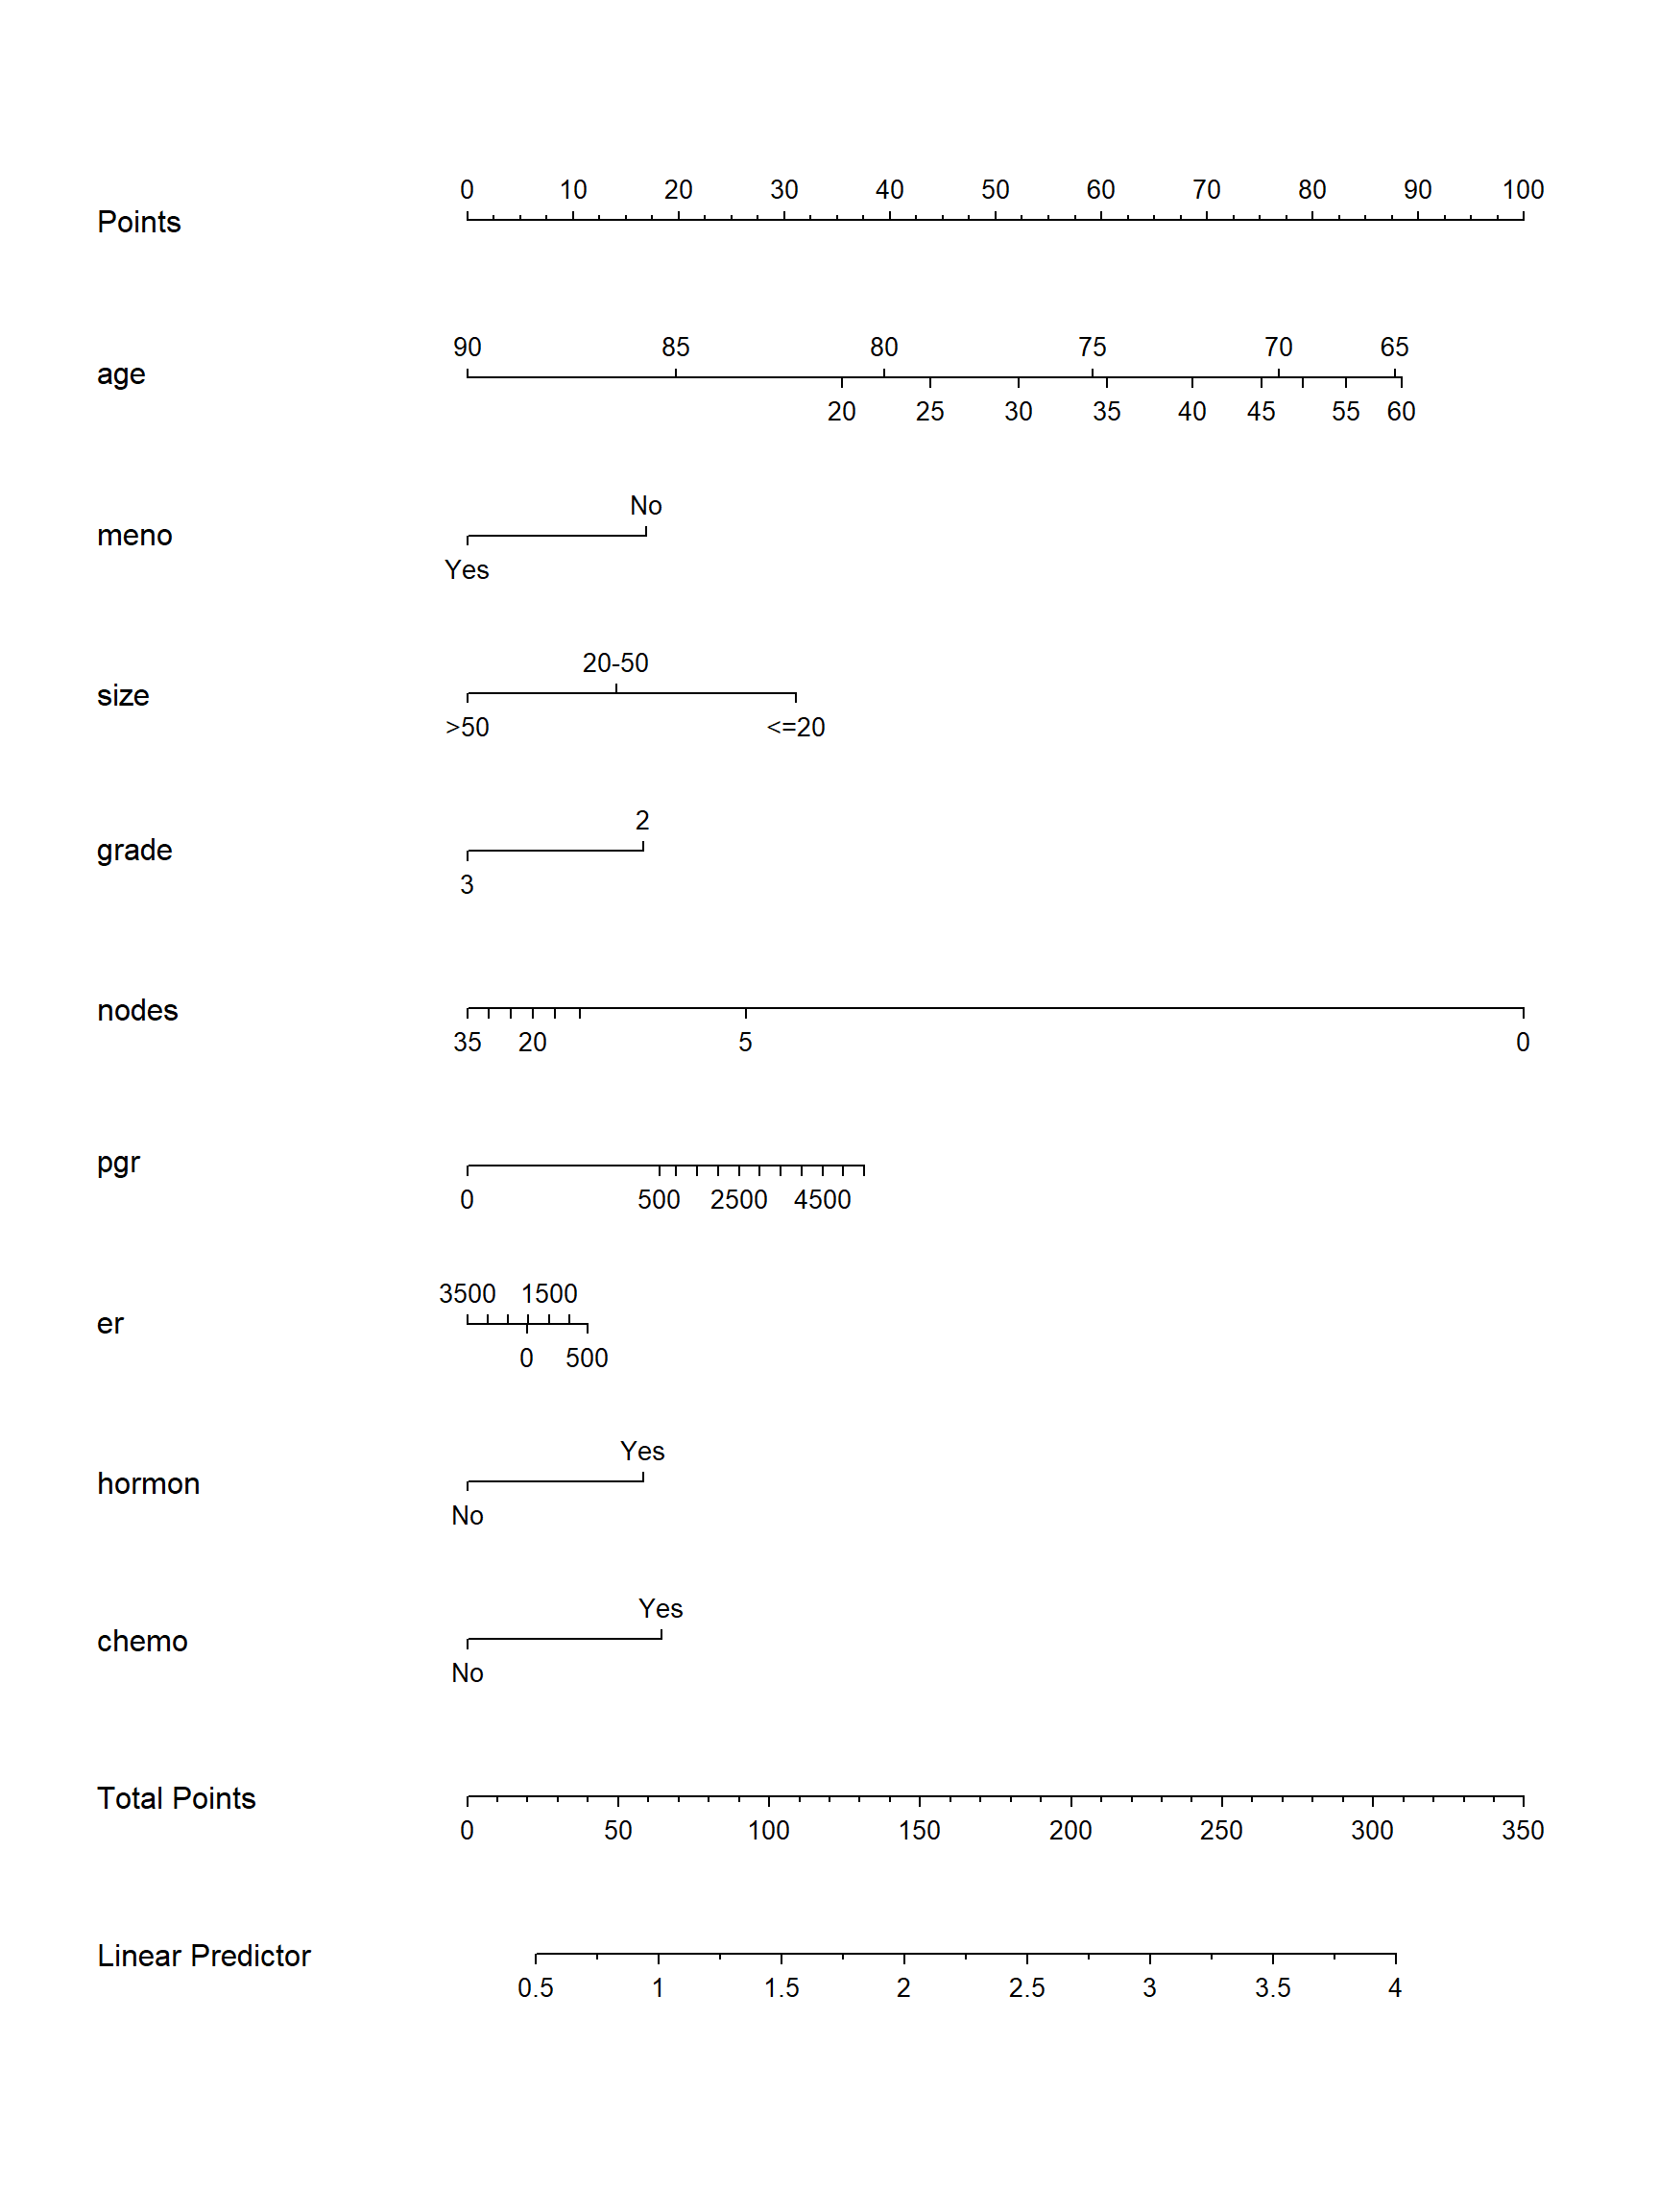 0 10 20 30 40 50 60 70 80 90 100
Points
90 85 80 75 70 65
age
20 25 30 35 40 45 55 60
No
meno
Yes
20-50
size
>50 <=20
2
grade
3
nodes
35 20 5 0
pgr
0 500 2500 4500
3500 1500
er
0 500
Yes
hormon
No
Yes
chemo
No
Total Points
0 50 100 150 200 250 300 350
Linear Predictor
0.5 1 1.5 2 2.5 3 3.5 4